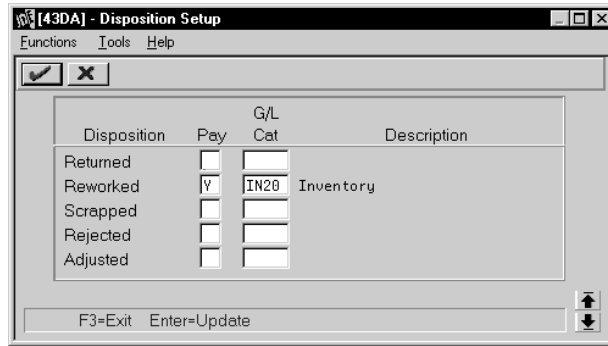 [43DA] - Disposition Setup
Functions Tools Help
G/L
Disposition Pay Cat Description
Returned
Reworked Y IN20 Inventory
Scrapped
Rejected
Adjusted
F3=Exit Enter=Update